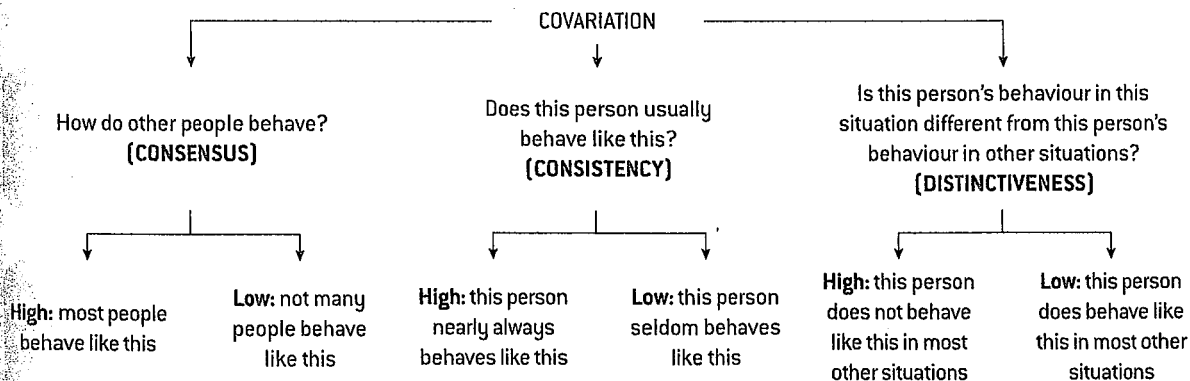 COVARIATION
How do other people behave?
(CONSENSUS)
Does this person usually
behave like this?
(CONSISTENCY)
Is this person's behaviour in this
situation different from this person's
behaviour in other situations?
(DISTINCTIVENESS)
High: most people
behave like this
Low: not many
people behave
like this
High: this person
nearly always
behaves like this
Low: this person
seldom behaves
like this
High: this person
does not behave
like this in most
other situations
Low: this person
does behave like
this in most other
situations